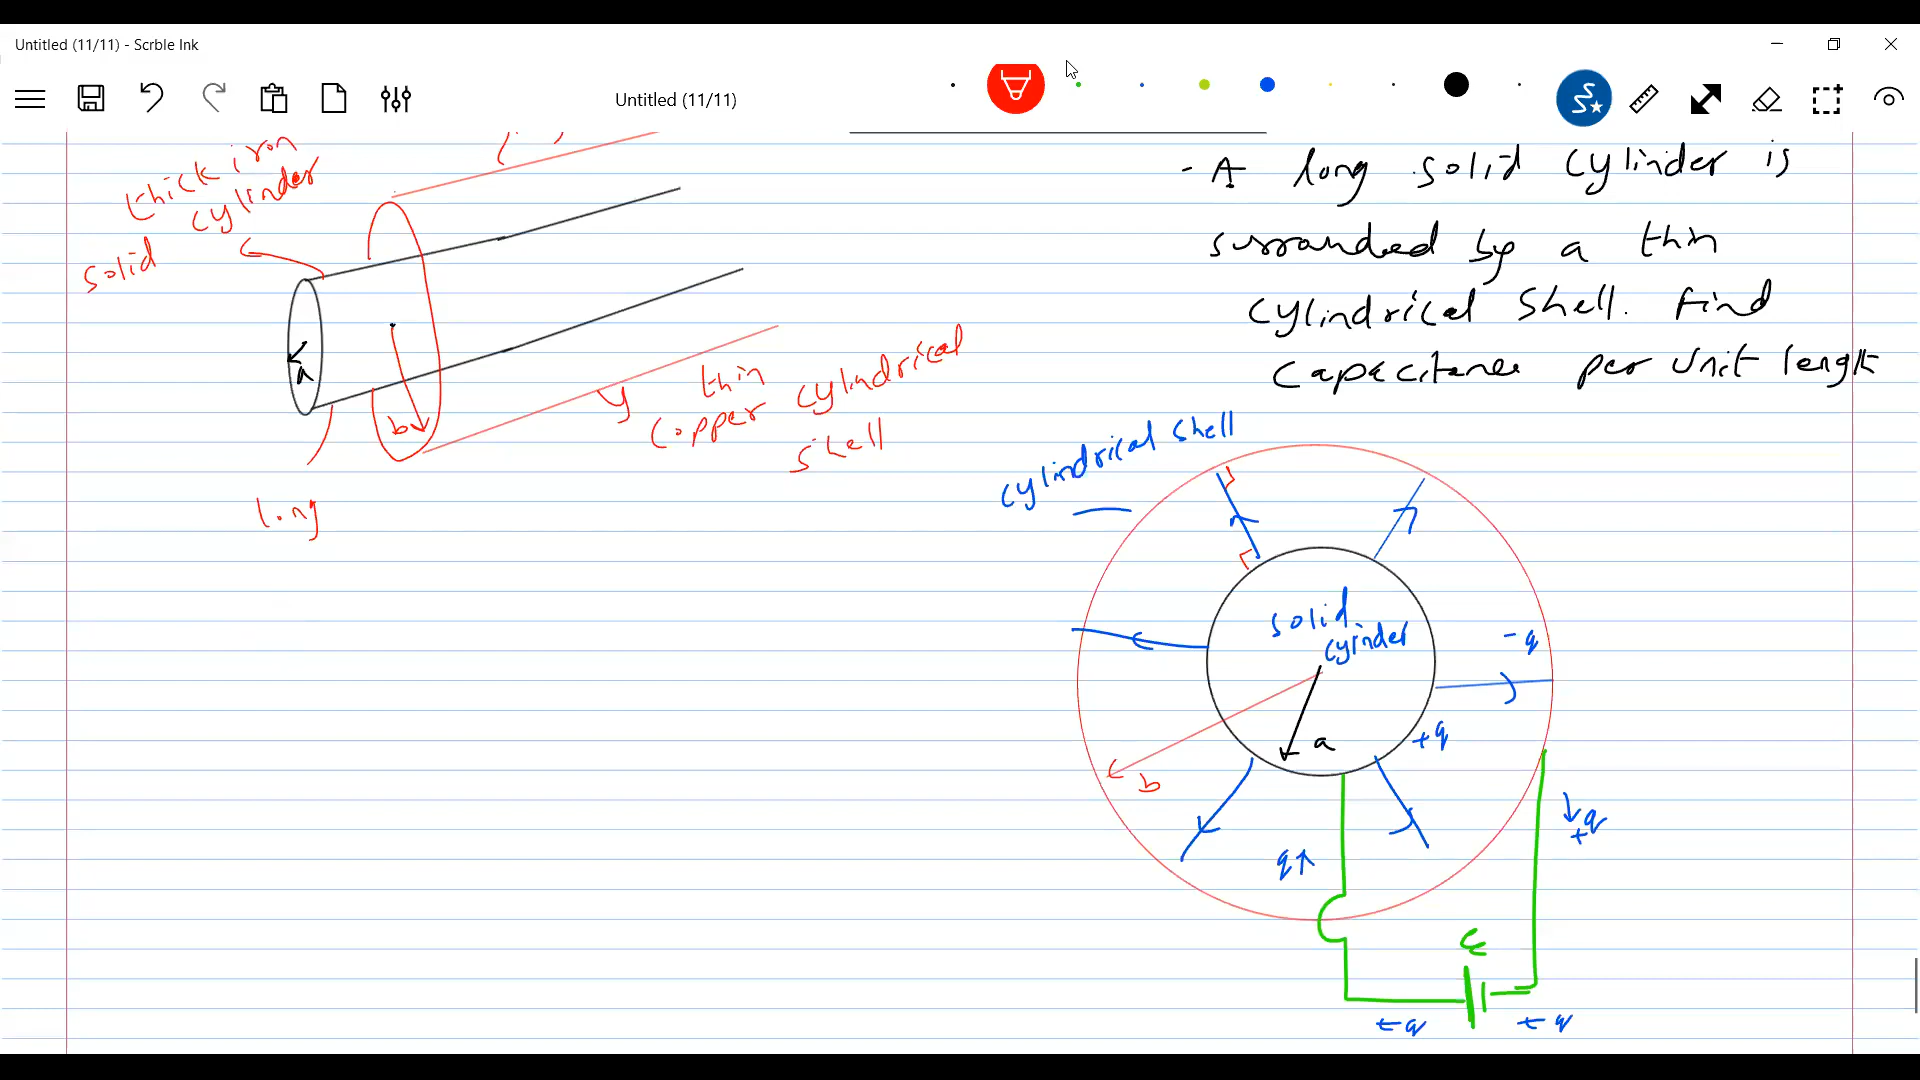 Untitled (11/11) - Scrble Ink
Untitled (11/11)
thick iron
solid cylinder
a
b
long
thin
copper cylindrical
shell
- A long solid cylinder is
surrounded by a thin
cylindrical shell. Find
capacitance per unit length
cylindrical shell
solid
cylinder
a
b
-q
+q
q↑
↓q
+
ε
←q
←q